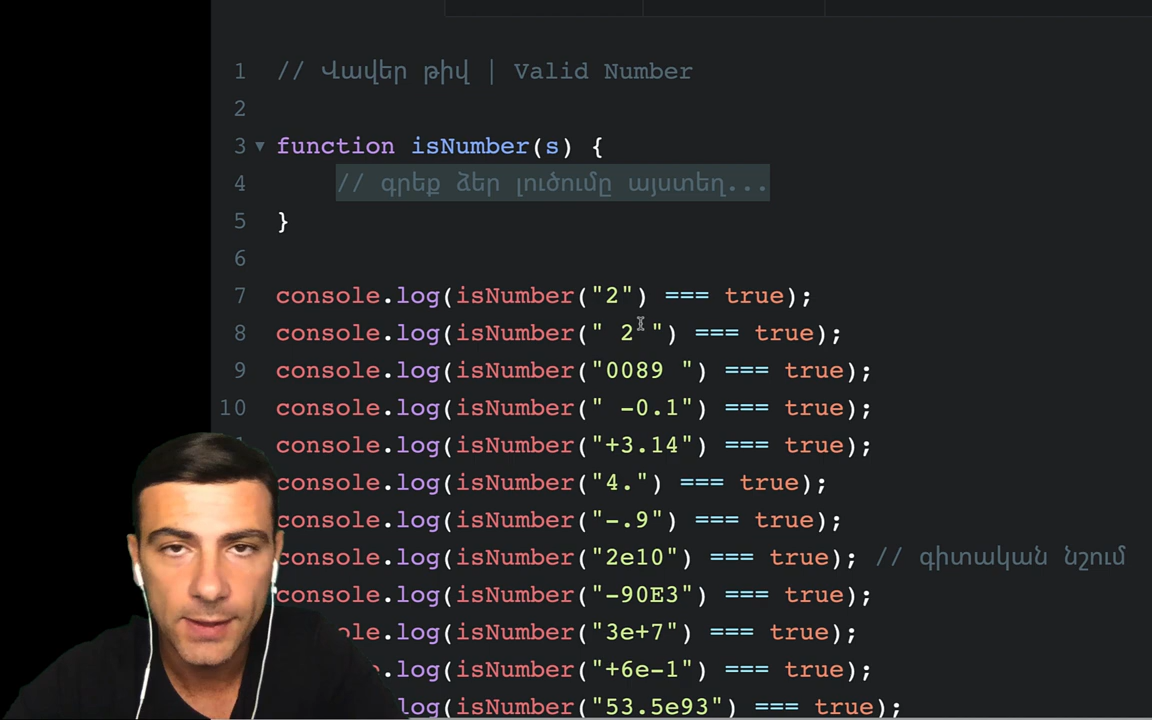 1 // Վավեր թիվ | Valid Number
2
3 function isNumber(s) {
4 // գրեք ձեր լուծումը այստեղ...
5 }
6
7 console.log(isNumber("2") === true);
8 console.log(isNumber(" 2 ") === true);
9 console.log(isNumber("0089 ") === true);
10 console.log(isNumber(" -0.1") === true);
console.log(isNumber("+3.14") === true);
console.log(isNumber("4.") === true);
console.log(isNumber("-.9") === true);
console.log(isNumber("2e10") === true); // գիտական նշում
console.log(isNumber("-90E3") === true);
ole.log(isNumber("3e+7") === true);
e.log(isNumber("+6e-1") === true);
log(isNumber("53.5e93") === true);